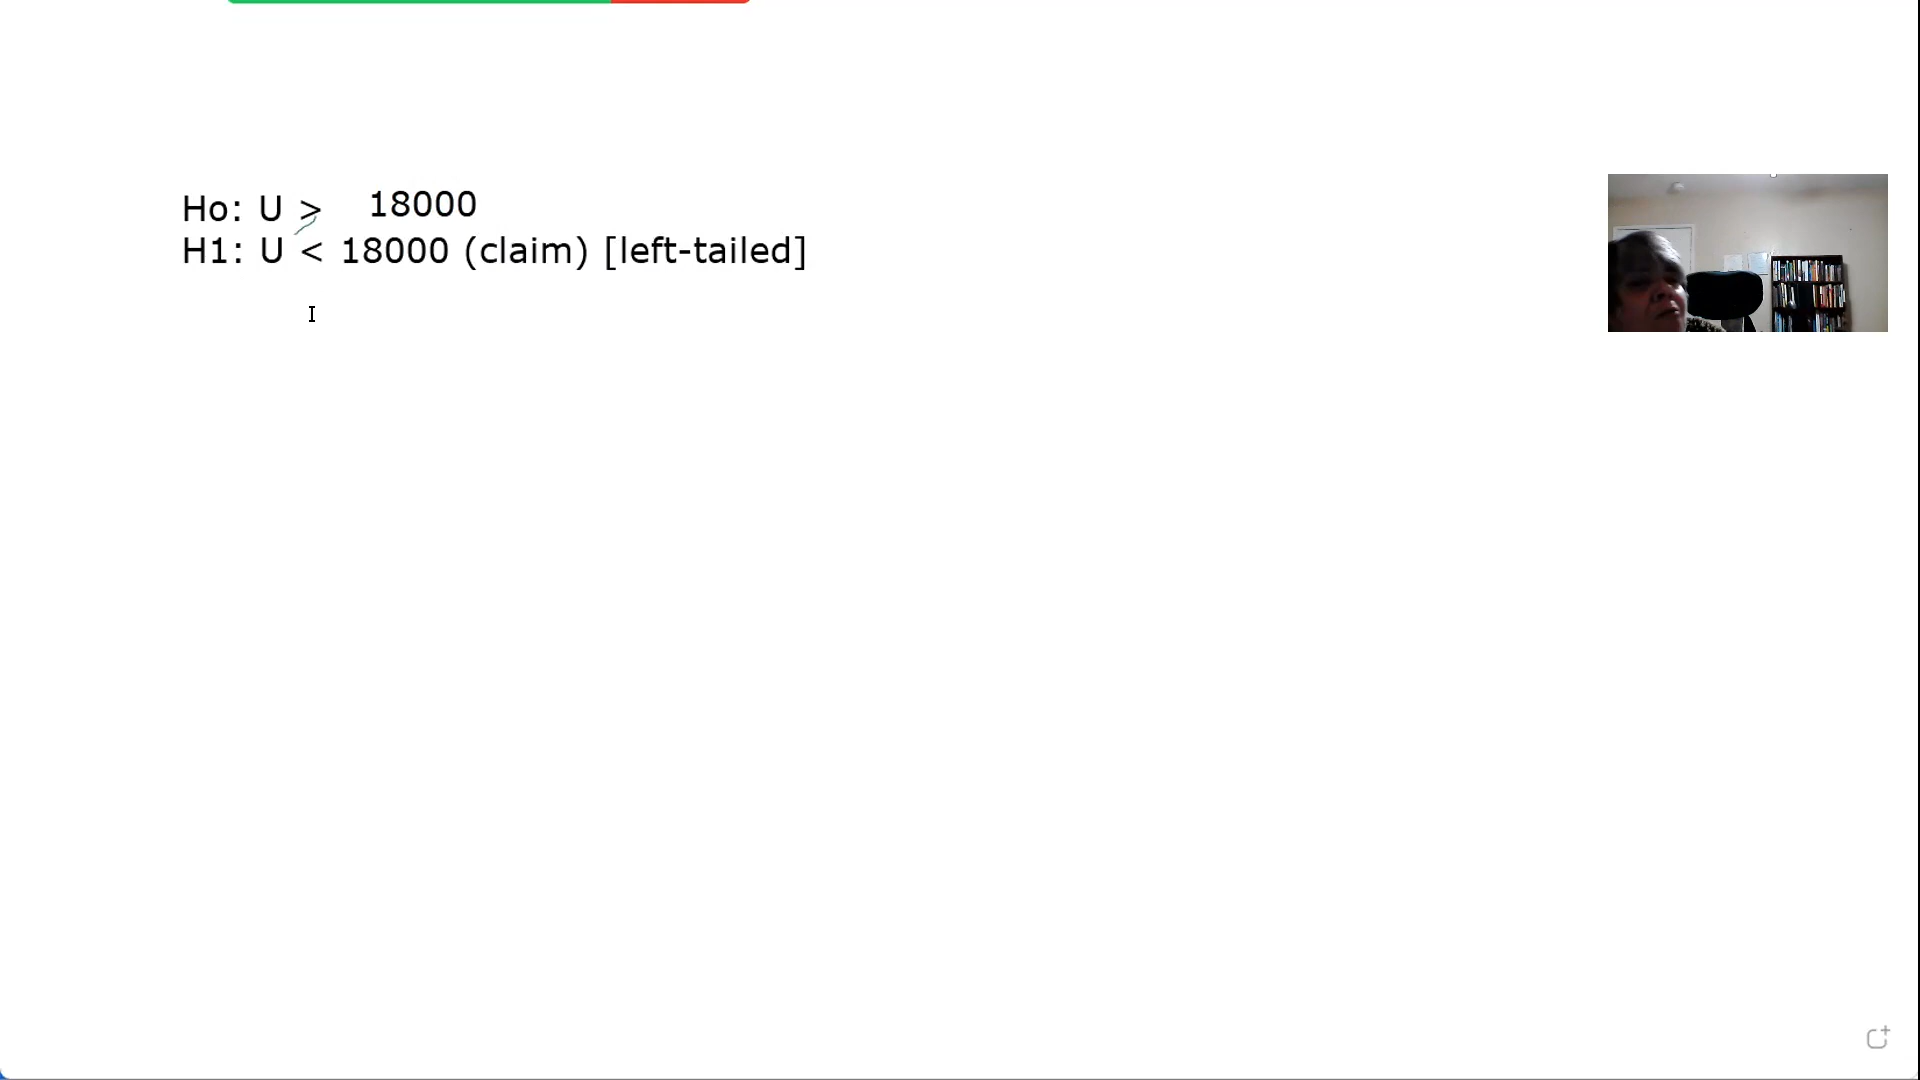 Ho: U ≥ 18000
H1: U < 18000 (claim) [left-tailed]